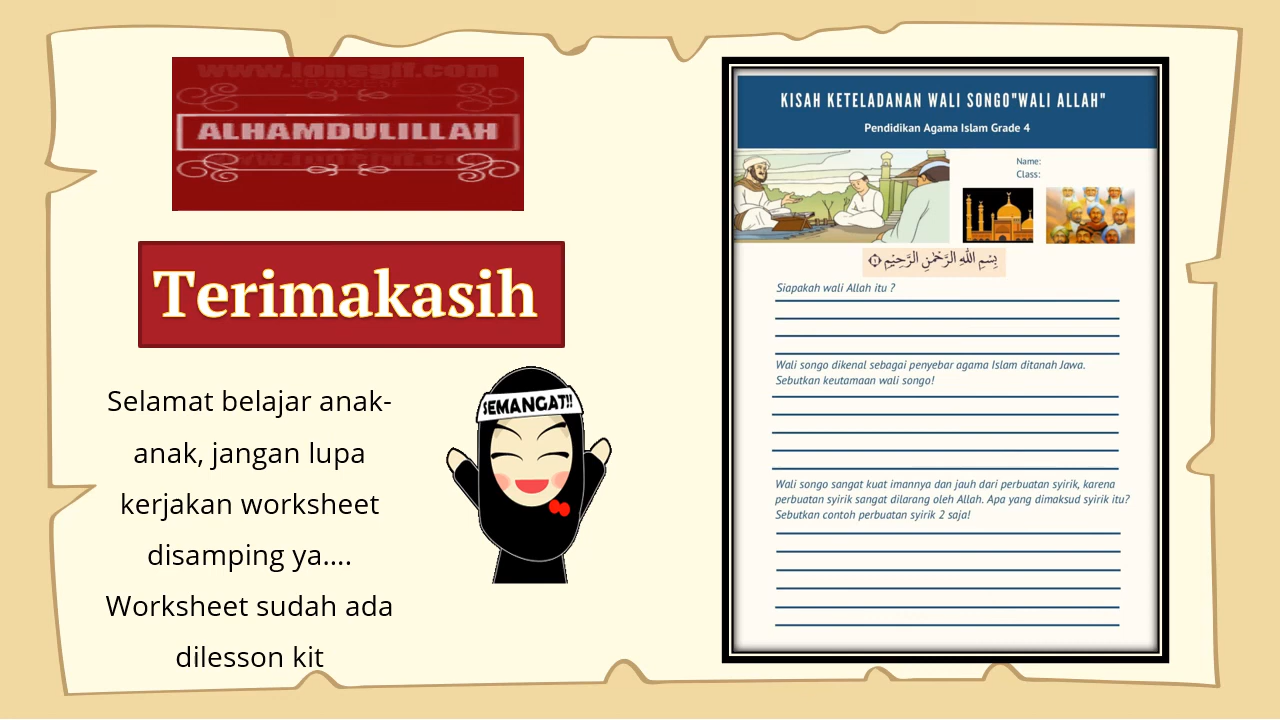 www.lonegif.com
ALHAMDULILLAH
Terimakasih
Selamat belajar anak-
anak, jangan lupa
kerjakan worksheet
disamping ya....
Worksheet sudah ada
dilesson kit
SEMANGAT!!
KISAH KETELADANAN WALI SONGO"WALI ALLAH"
Pendidikan Agama Islam Grade 4
Name:
Class:
بِسْمِ اللّٰهِ الرَّحْمٰنِ الرَّحِيْمِ ١
Siapakah wali Allah itu ?
Wali songo dikenal sebagai penyebar agama Islam ditanah Jawa.
Sebutkan keutamaan wali songo!
Wali songo sangat kuat imannya dan jauh dari perbuatan syirik, karena
perbuatan syirik sangat dilarang oleh Allah. Apa yang dimaksud syirik itu?
Sebutkan contoh perbuatan syirik 2 saja!